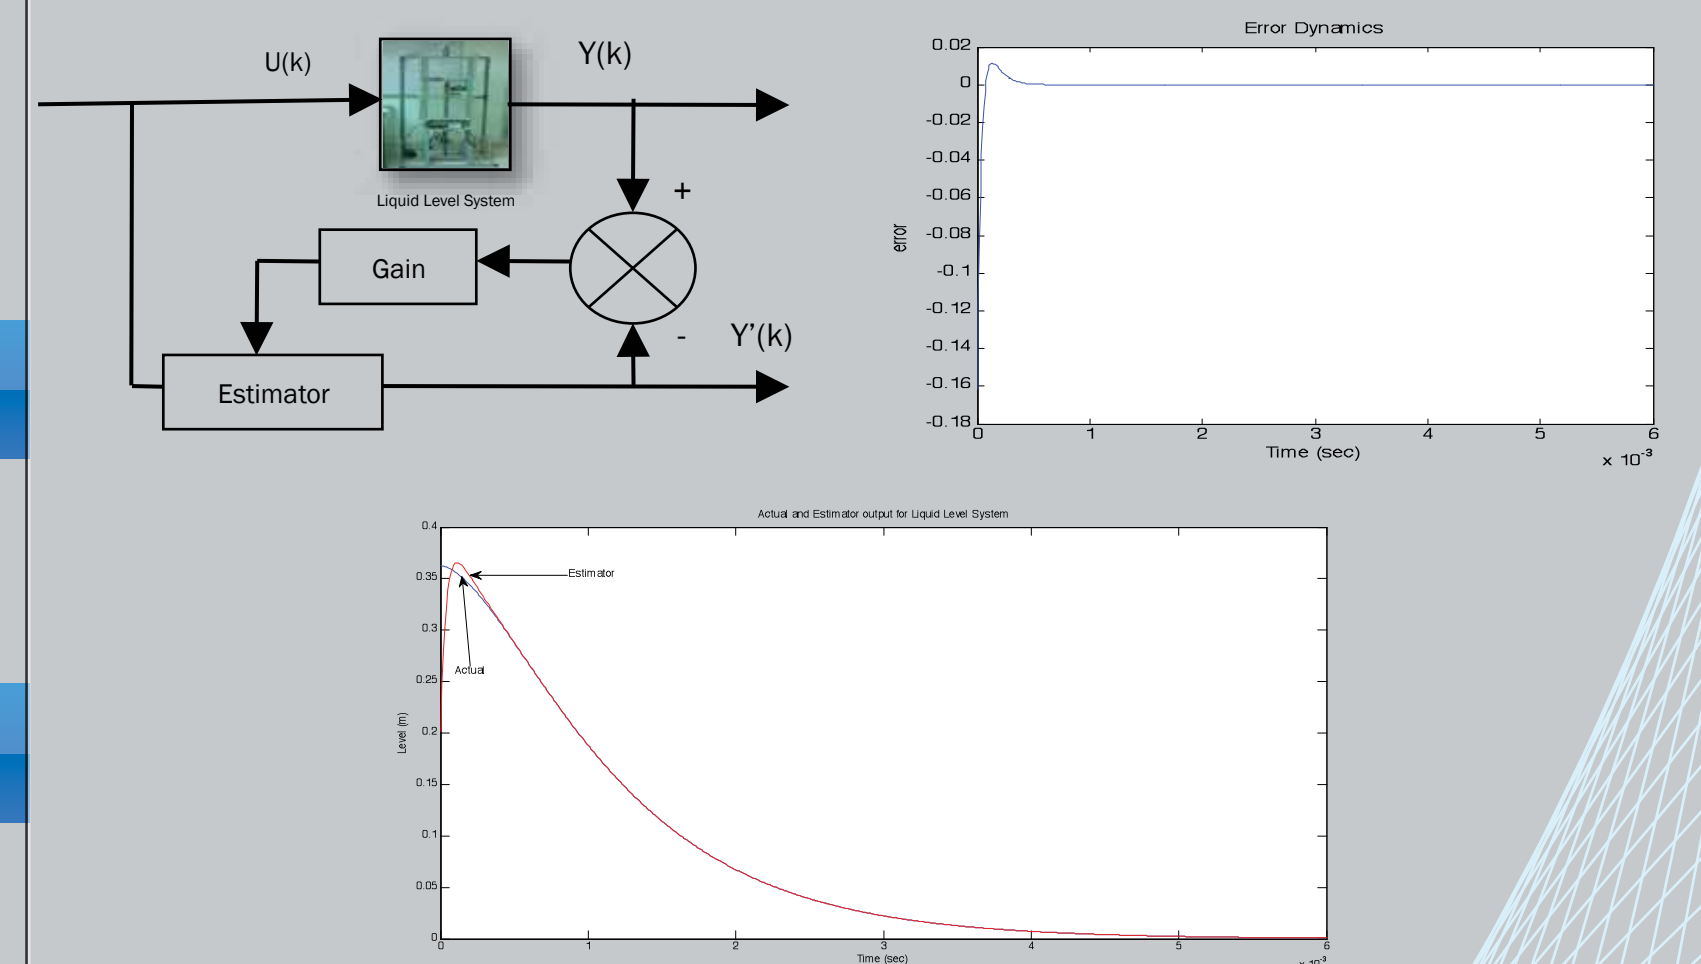 U(k)
Y(k)
Liquid Level System
+
Gain
-
Y’(k)
Estimator
Error Dynamics
0.02
0
-0.02
-0.04
-0.06
-0.08
-0.1
-0.12
-0.14
-0.16
-0.18
error
0 1 2 3 4 5 6
Time (sec)
x 10-3
Actual and Estimator output for Liquid Level System
0.4
0.35
0.3
0.25
0.2
0.15
0.1
0.05
0
Level (m)
Estimator
Actual
0 1 2 3 4 5 6
Time (sec)
x 10-3